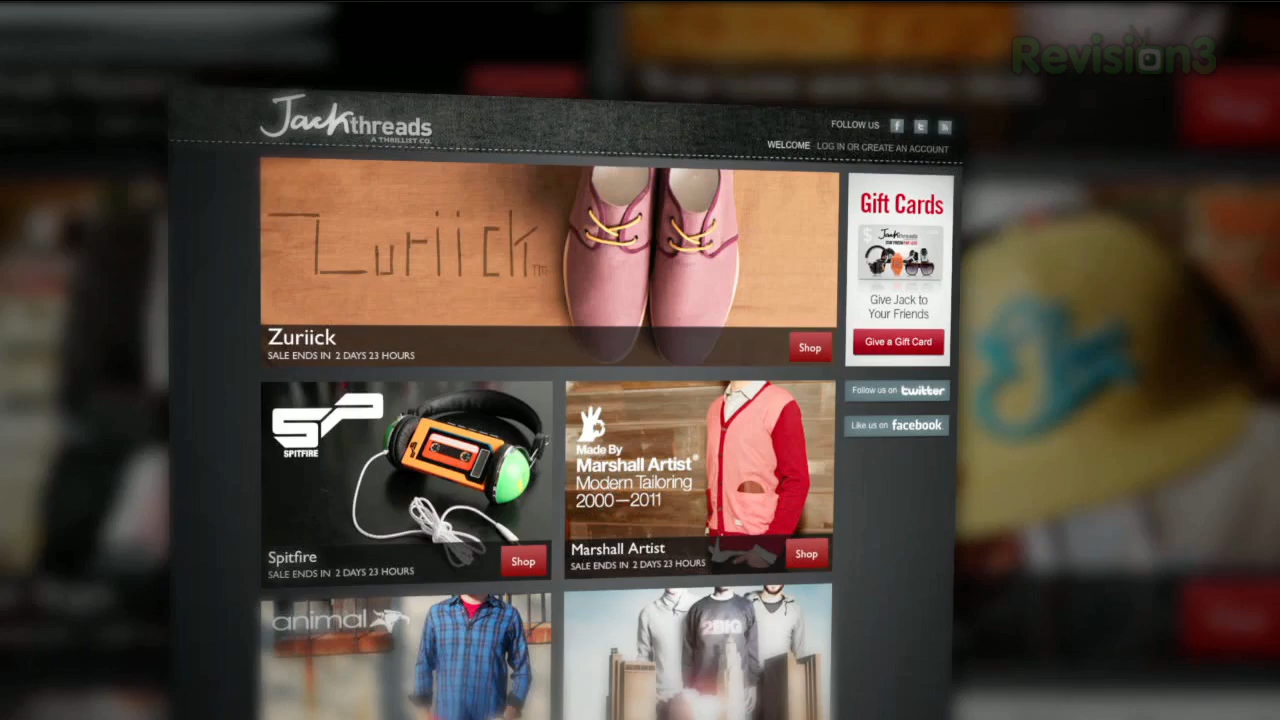 Revision3
Jackthreads
A THRILLIST CO.
FOLLOW US
WELCOME LOG IN OR CREATE AN ACCOUNT
Zuriick
Zuriick
SALE ENDS IN 2 DAYS 23 HOURS
Shop
Gift Cards
Jackthreads
Give Jack to
Your Friends
Give a Gift Card
Follow us on twitter
Like us on facebook
SP
SPITFIRE
Spitfire
SALE ENDS IN 2 DAYS 23 HOURS
Shop
Made By
Marshall Artist®
Modern Tailoring
2000—2011
Marshall Artist
SALE ENDS IN 2 DAYS 23 HOURS
Shop
animal
2BIG